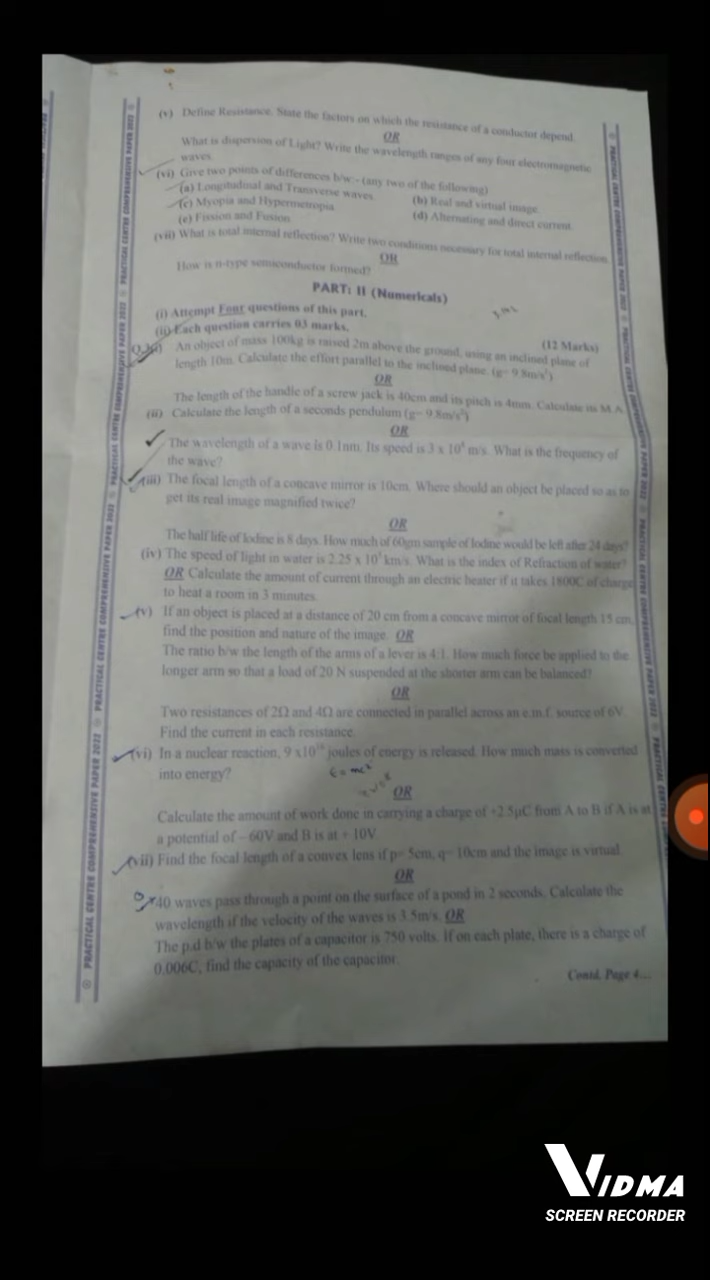 (v) Define Resistance. State the factors on which the resistance of a conductor depend.
OR
What is dispersion of Light? Write the wavelength ranges of any four electromagnetic
waves.
(vi) Give two points of differences b/w:- (any two of the following)
(a) Longitudinal and Transverse waves.
(b) Real and virtual image.
(c) Myopia and Hypermetropia
(d) Alternating and direct current
(e) Fission and Fusion
(vii) What is total internal reflection? Write two conditions necessary for total internal reflection.
OR
How is n-type semiconductor formed?
PART: II (Numericals)
(i) Attempt Four questions of this part.
(ii) Each question carries 03 marks.
(12 Marks)
An object of mass 100kg is raised 2m above the ground, using an inclined plane of
length 10m. Calculate the effort parallel to the inclined plane. (g= 9.8m/s²)
OR
The length of the handle of a screw jack is 40cm and its pitch is 4mm. Calculate its M.A
(ii) Calculate the length of a seconds pendulum (g= 9.8m/s²)
OR
The wavelength of a wave is 0.1nm. Its speed is 3 x 10⁸ m/s. What is the frequency of
the wave?
(iii) The focal length of a concave mirror is 10cm. Where should an object be placed so as to
get its real image magnified twice?
OR
The half life of Iodine is 8 days. How much of 60gm sample of Iodine would be left after 24 days?
(iv) The speed of light in water is 2.25 x 10⁵ km/s. What is the index of Refraction of water?
OR Calculate the amount of current through an electric heater if it takes 1800C of charge
to heat a room in 3 minutes.
(v) If an object is placed at a distance of 20 cm from a concave mirror of focal length 15 cm,
find the position and nature of the image. OR
The ratio b/w the length of the arms of a lever is 4:1. How much force be applied to the
longer arm so that a load of 20 N suspended at the shorter arm can be balanced?
OR
Two resistances of 2Ω and 4Ω are connected in parallel across an e.m.f. source of 6V.
Find the current in each resistance.
(vi) In a nuclear reaction, 9 x10 joules of energy is released. How much mass is converted
into energy?
E=mc²
OR
Calculate the amount of work done in carrying a charge of +2.5µC from A to B if A is at
a potential of – 60V and B is at + 10V.
(vii) Find the focal length of a convex lens if p= 5cm, q= 10cm and the image is virtual.
OR
40 waves pass through a point on the surface of a pond in 2 seconds. Calculate the
wavelength if the velocity of the waves is 3.5m/s. OR
The p.d b/w the plates of a capacitor is 750 volts. If on each plate, there is a charge of
0.006C, find the capacity of the capacitor.
Contd. Page 4...
PRACTICAL CENTRE COMPREHENSIVE PAPER 2022
VIDMA
SCREEN RECORDER